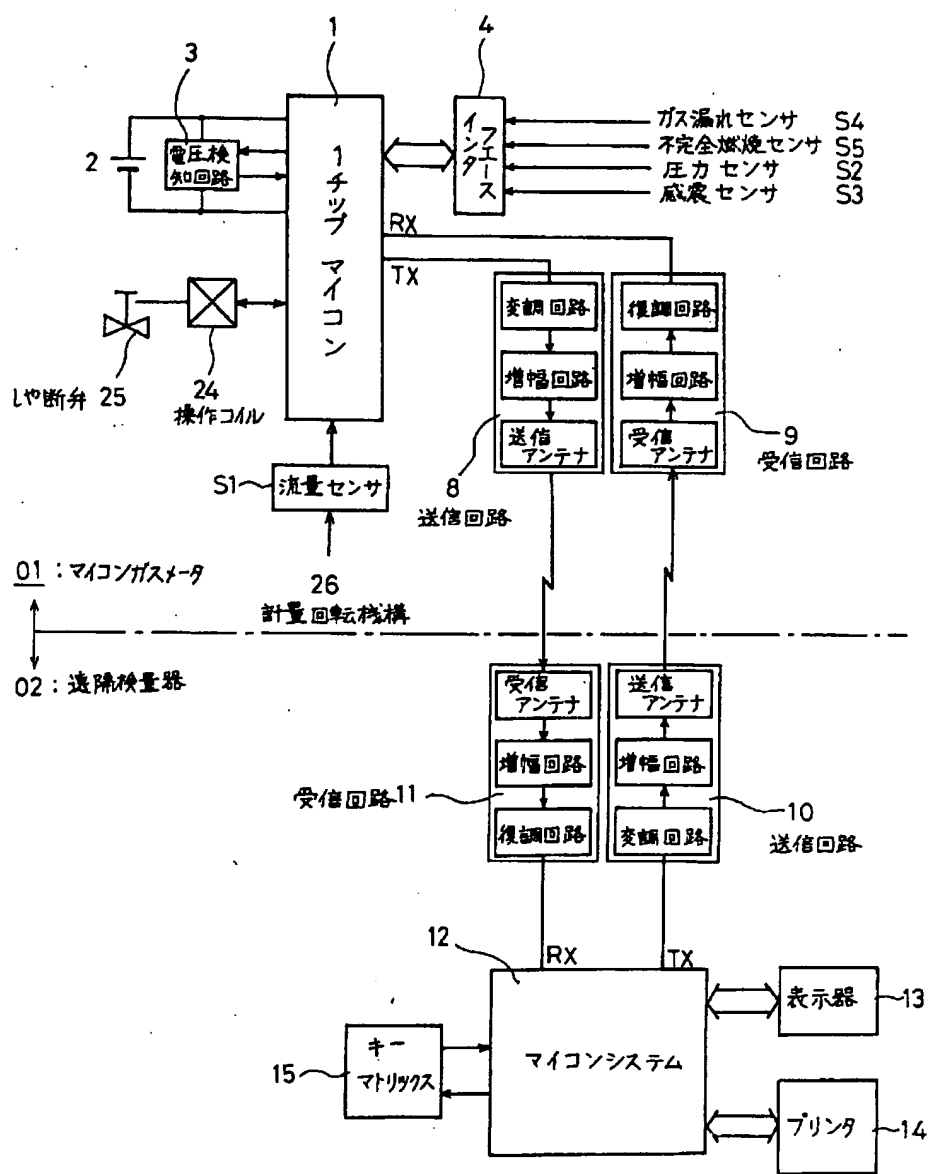 1
4
3
1チップ マイコン
インタ
フエース
ガス漏れセンサ S4
不完全燃焼センサ S5
圧力センサ S2
感震センサ S3
2
電圧検
知回路
RX
TX
変調回路
増幅回路
送信
アンテナ
復調回路
増幅回路
受信
アンテナ
しや断弁 25
24
操作コイル
8
送信回路
9
受信回路
S1
流量センサ
26
計量回転機構
01:マイコンガスメータ
02:遠隔検量器
受信
アンテナ
増幅回路
復調回路
送信
アンテナ
増幅回路
変調回路
受信回路11
10
送信回路
12
RX
TX
マイコンシステム
表示器
13
15
キー
マトリックス
プリンタ
14